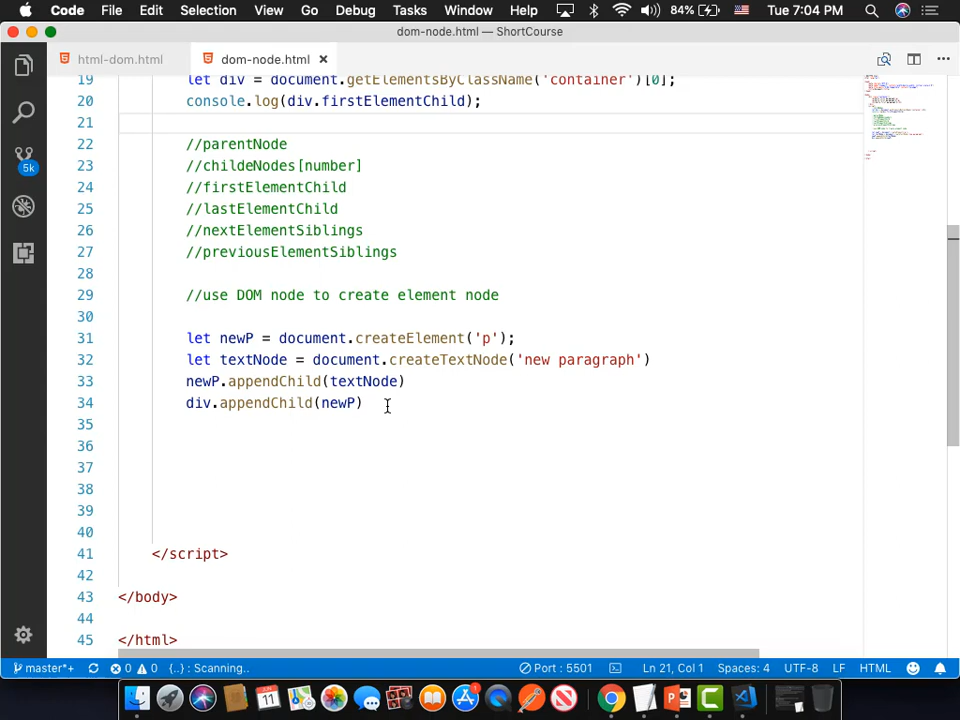 Code File Edit Selection View Go Debug Tasks Window Help 84% Tue 7:04 PM
dom-node.html — ShortCourse
html-dom.html dom-node.html
19 let div = document.getElementsByClassName('container')[0];
20 console.log(div.firstElementChild);
21
22 //parentNode
23 //childeNodes[number]
24 //firstElementChild
25 //lastElementChild
26 //nextElementSiblings
27 //previousElementSiblings
28
29 //use DOM node to create element node
30
31 let newP = document.createElement('p');
32 let textNode = document.createTextNode('new paragraph')
33 newP.appendChild(textNode)
34 div.appendChild(newP)
35
36
37
38
39
40
41 </script>
42
43 </body>
44
45 </html>
5k
master*+ 0 0 {..} : Scanning.. Port : 5501 Ln 21, Col 1 Spaces: 4 UTF-8 LF HTML